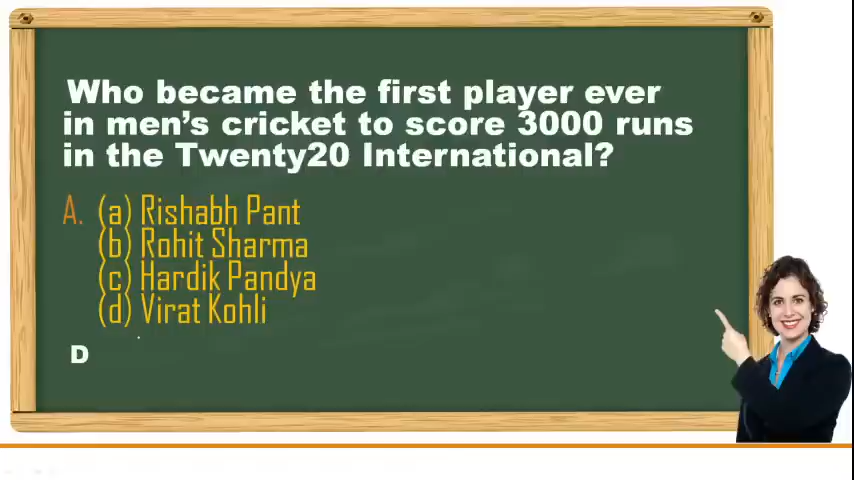 Who became the first player ever
in men's cricket to score 3000 runs
in the Twenty20 International?
A. (a) Rishabh Pant
(b) Rohit Sharma
(c) Hardik Pandya
(d) Virat Kohli
D